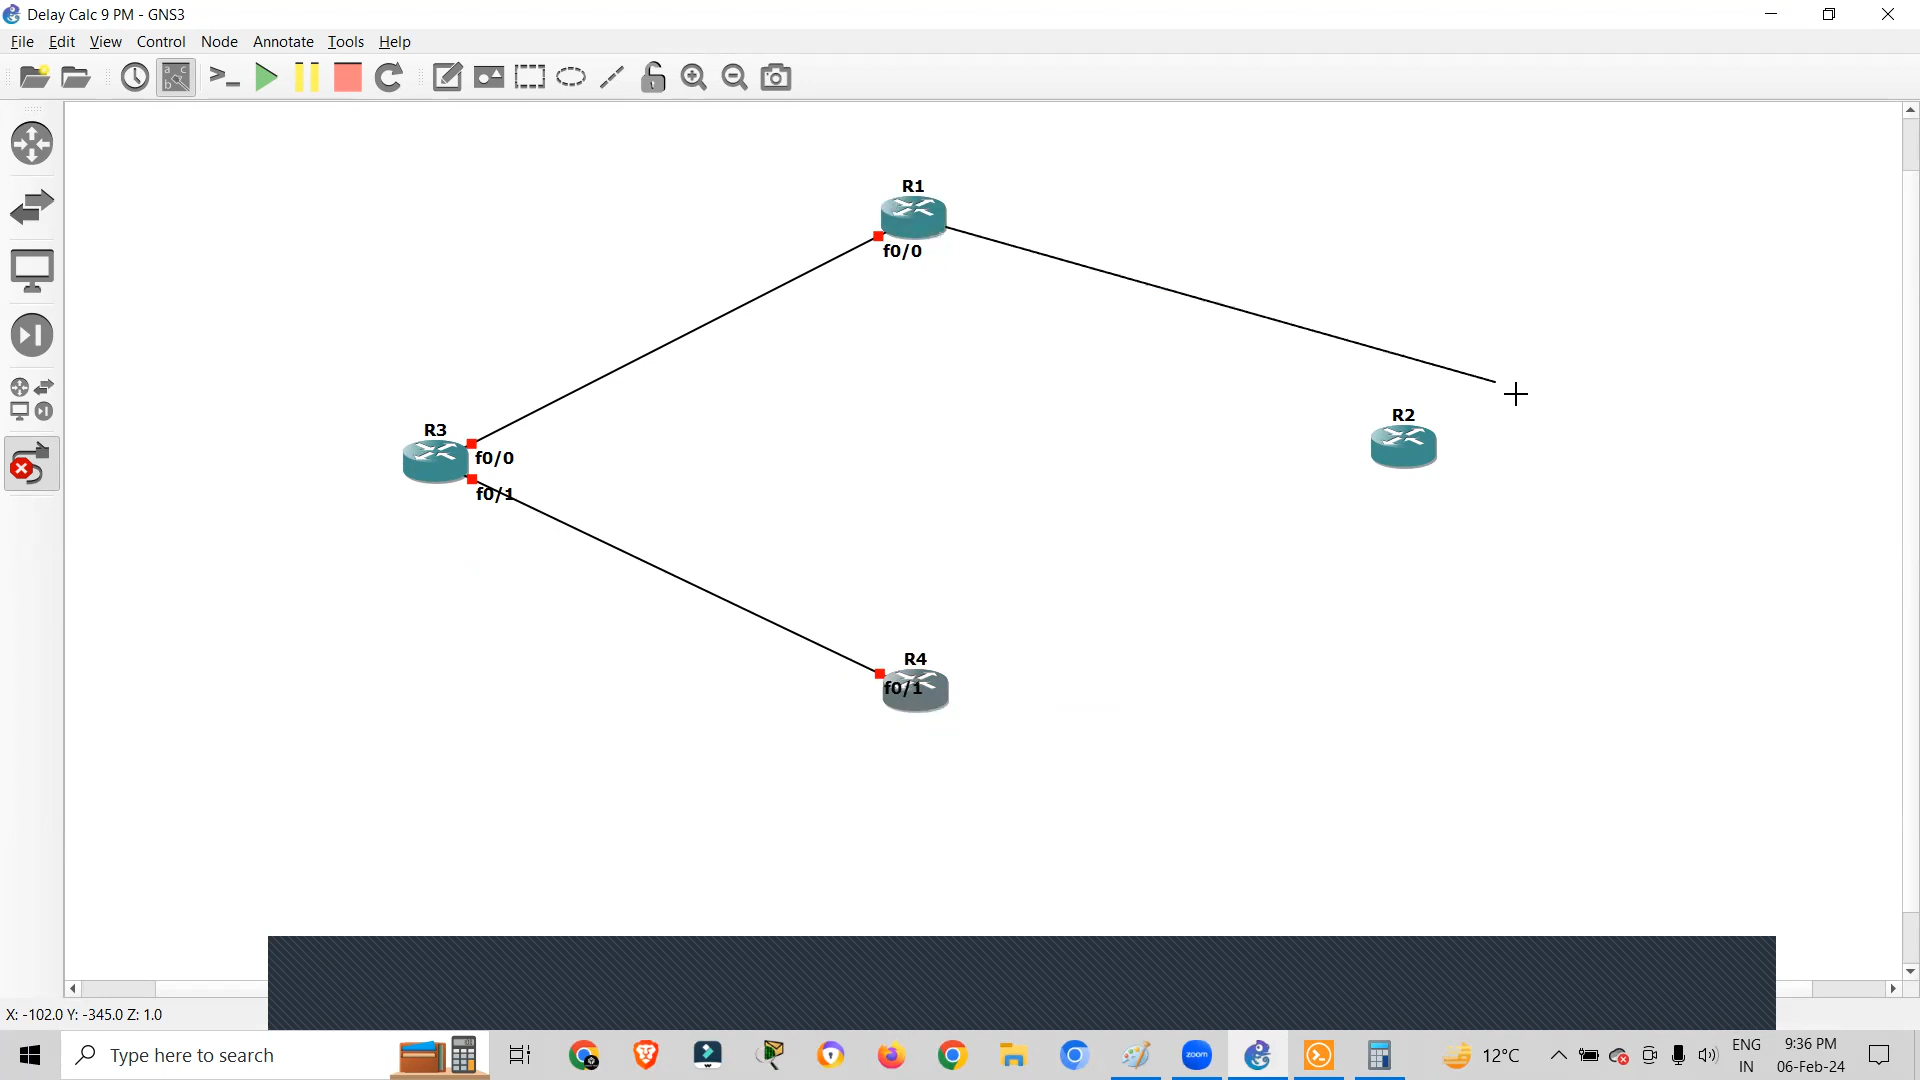 Delay Calc 9 PM - GNS3
File Edit View Control Node Annotate Tools Help
R1
f0/0
R2
R3
f0/0
f0/1
R4
f0/1
X: -102.0 Y: -345.0 Z: 1.0
Type here to search
zoom
12°C
ENG
IN
9:36 PM
06-Feb-24